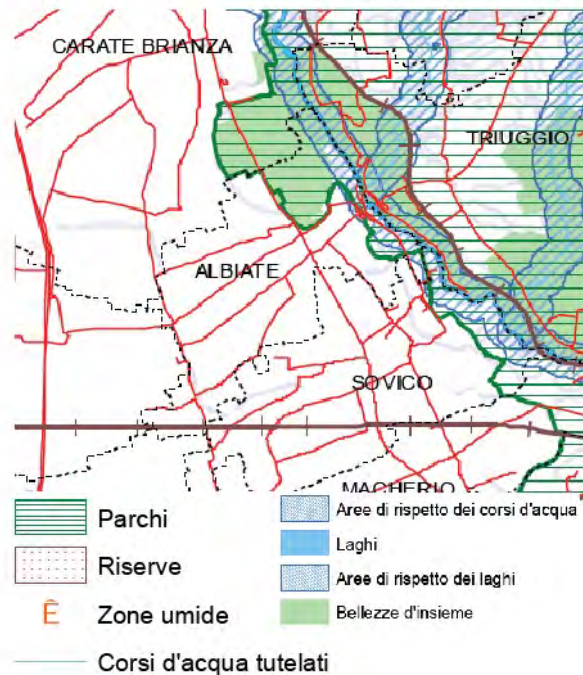 CARATE BRIANZA
TRIUGGIO
ALBIATE
SOVICO
MACHERIO
Parchi
Riserve
Ê Zone umide
Corsi d'acqua tutelati
Aree di rispetto dei corsi d'acqua
Laghi
Aree di rispetto dei laghi
Bellezze d'insieme